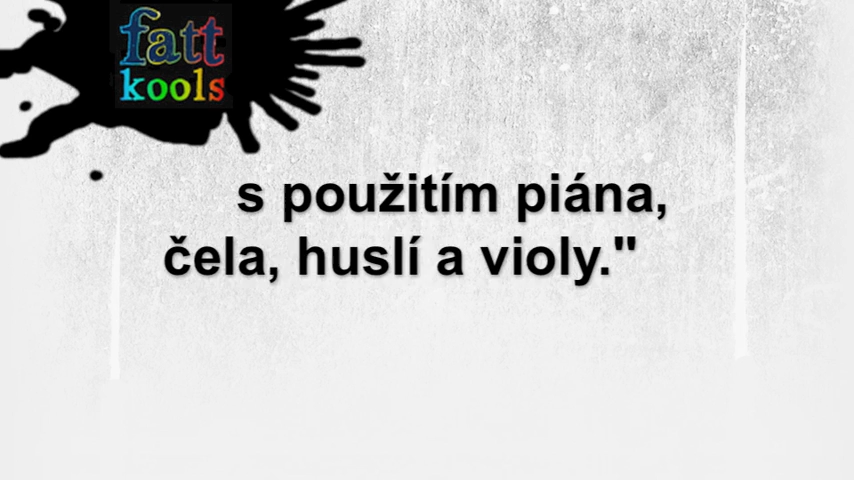 fatt
kools
s použitím piána,
čela, huslí a violy."